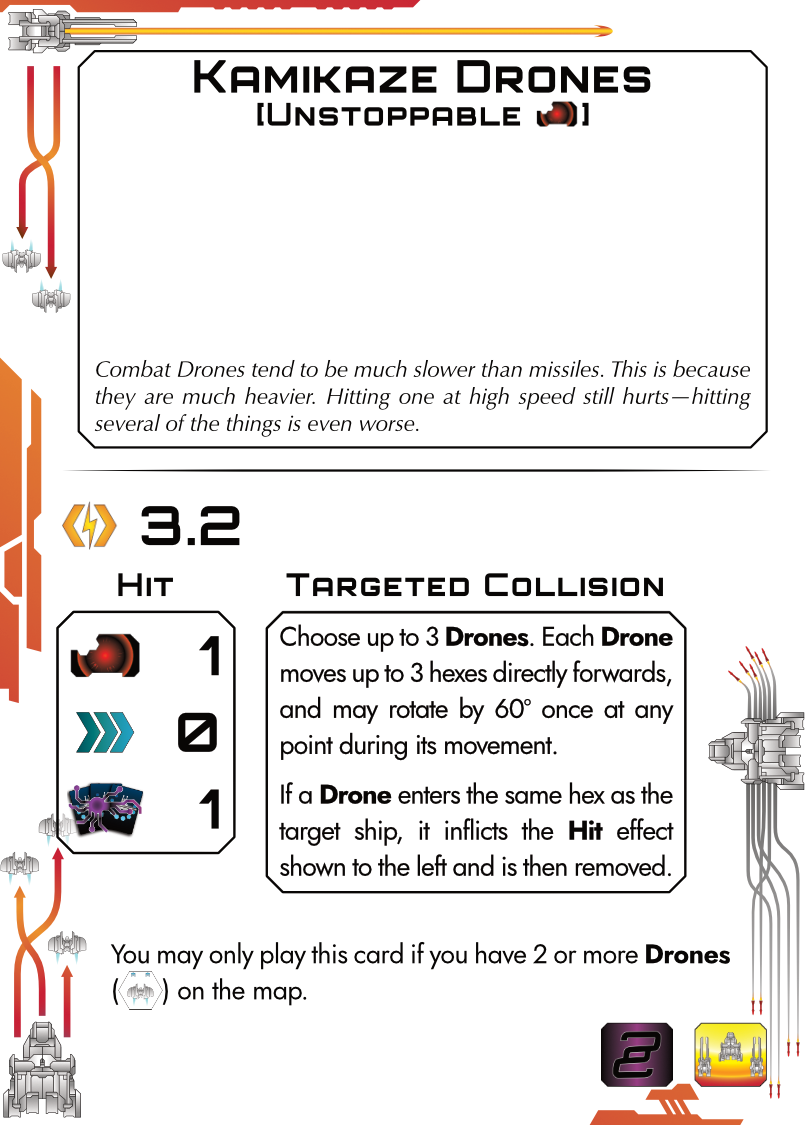 KAMIKAZE DRONES
[UNSTOPPABLE ]
Combat Drones tend to be much slower than missiles. This is because
they are much heavier. Hitting one at high speed still hurts—hitting
several of the things is even worse.
3.2
HIT
TARGETED COLLISION
1
0
1
Choose up to 3 Drones. Each Drone
moves up to 3 hexes directly forwards,
and may rotate by 60° once at any
point during its movement.
If a Drone enters the same hex as the
target ship, it inflicts the Hit effect
shown to the left and is then removed.
You may only play this card if you have 2 or more Drones
( ) on the map.
2